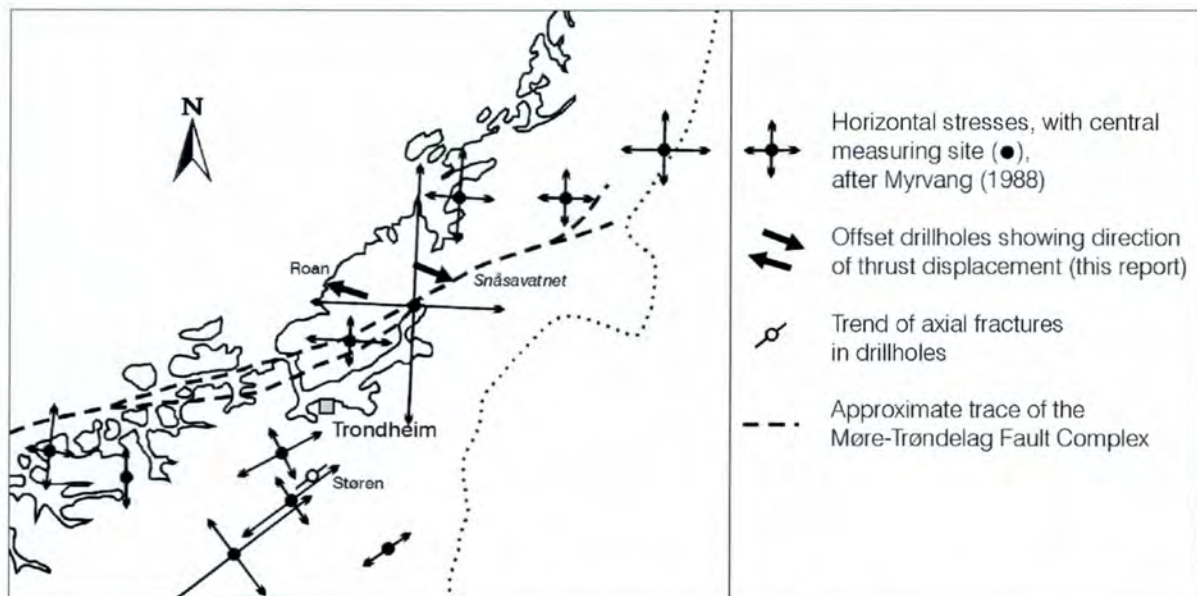 N
Roan
Snåsavatnet
Trondheim
Støren
Horizontal stresses, with central
measuring site (●),
after Myrvang (1988)
Offset drillholes showing direction
of thrust displacement (this report)
Trend of axial fractures
in drillholes
Approximate trace of the
Møre-Trøndelag Fault Complex